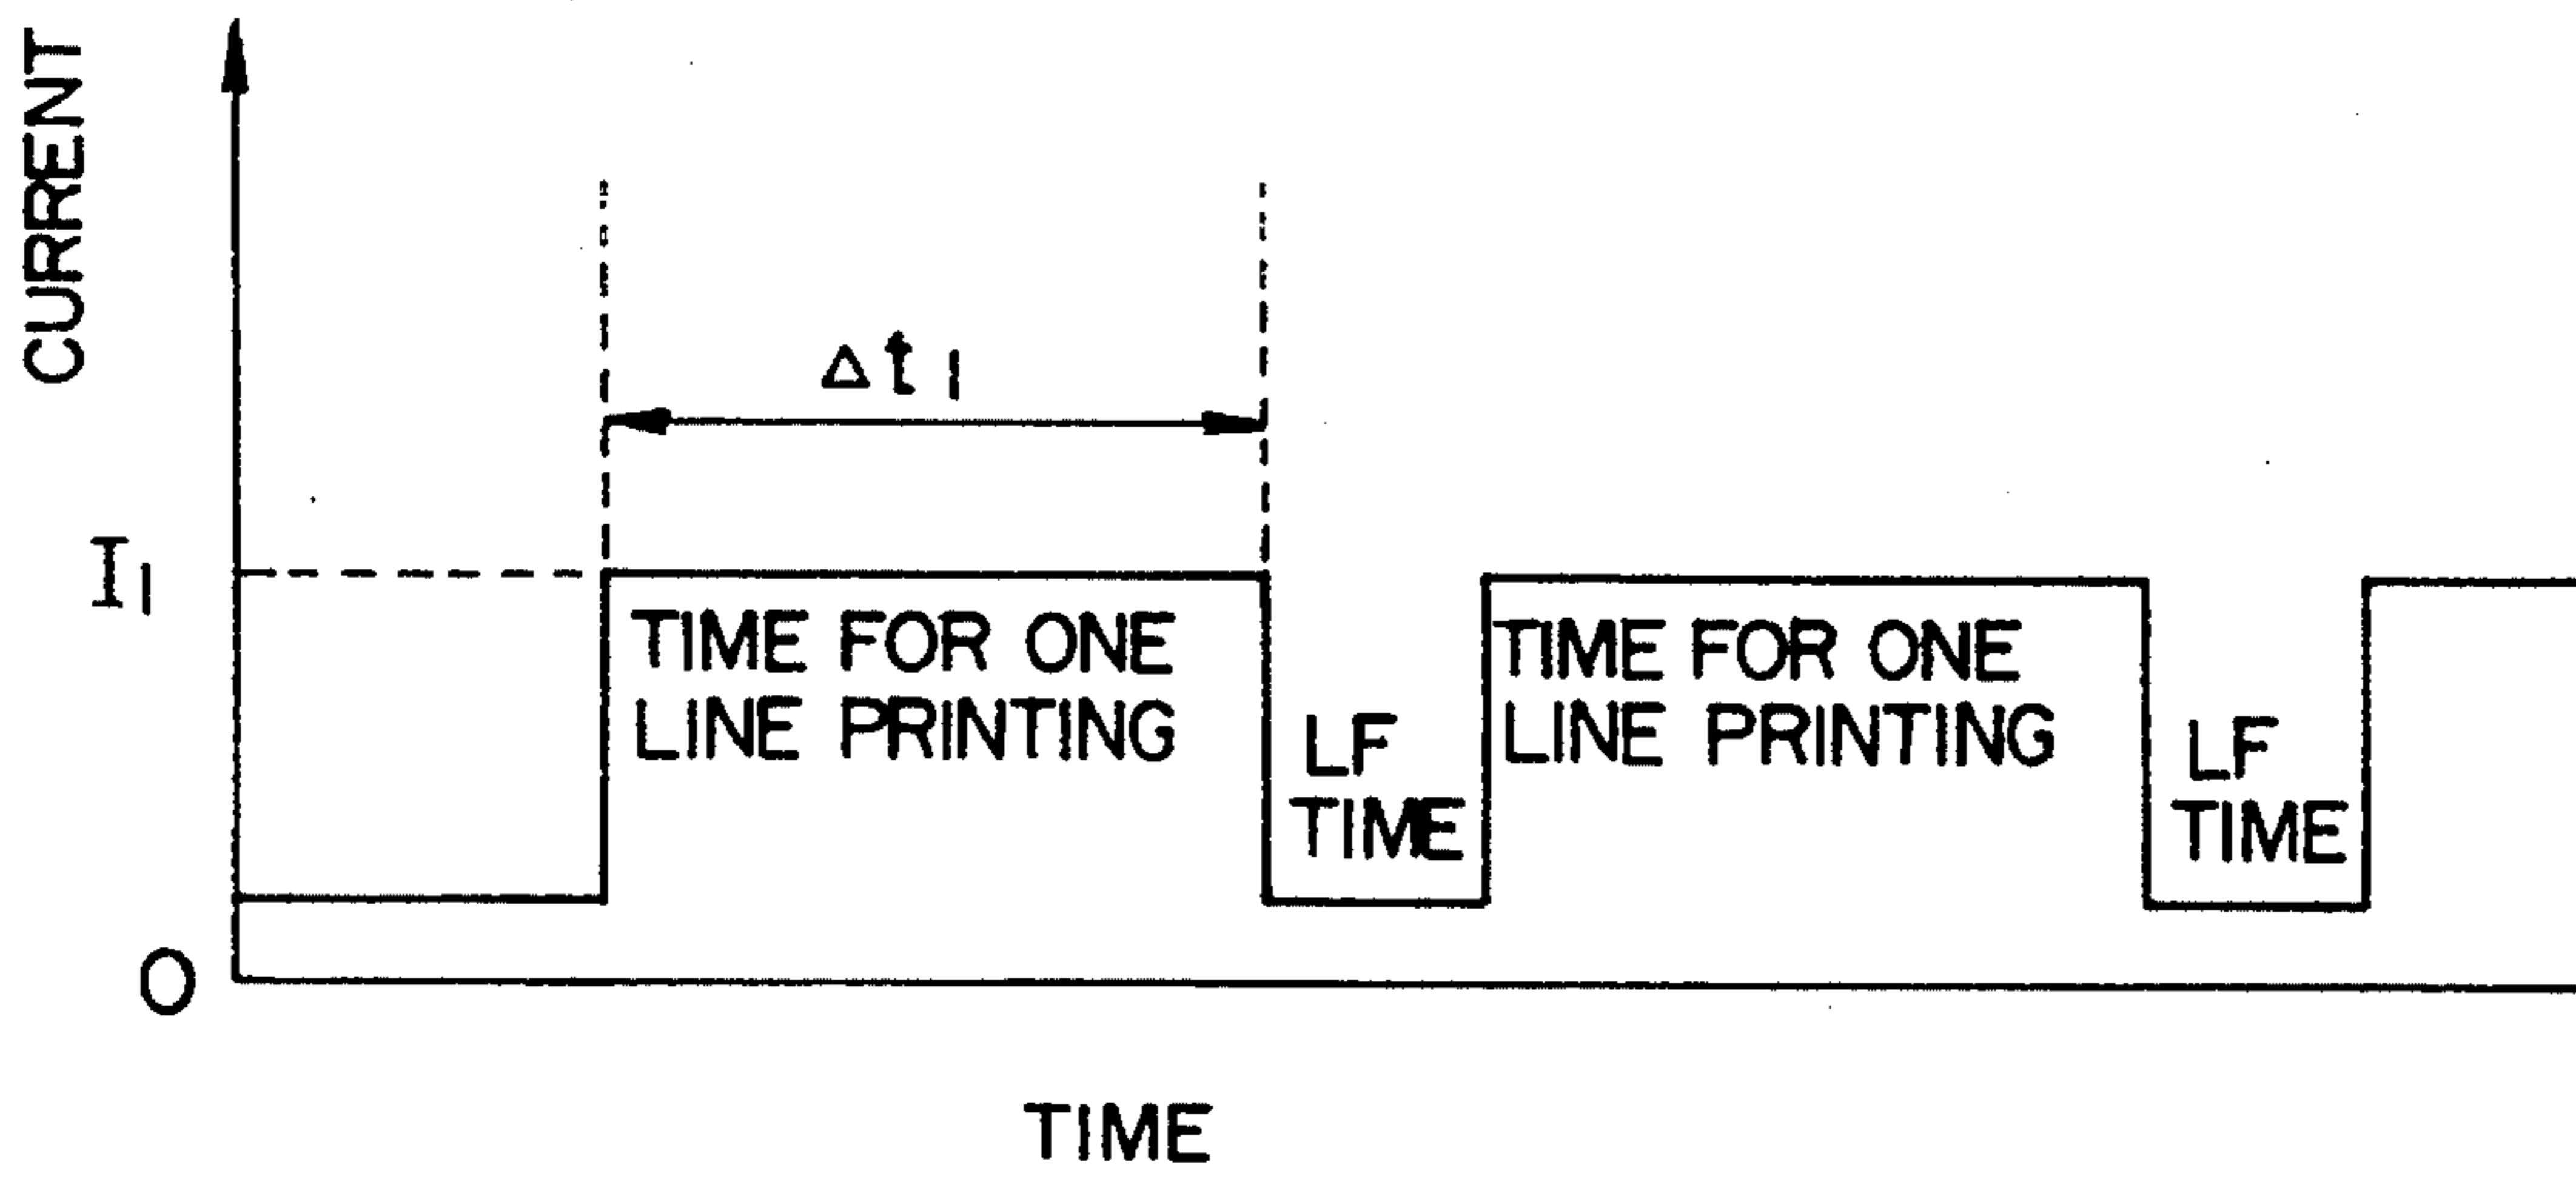 CURRENT
Δt1
I1
TIME FOR ONE
LINE PRINTING
LF
TIME
TIME FOR ONE
LINE PRINTING
LF
TIME
O
TIME